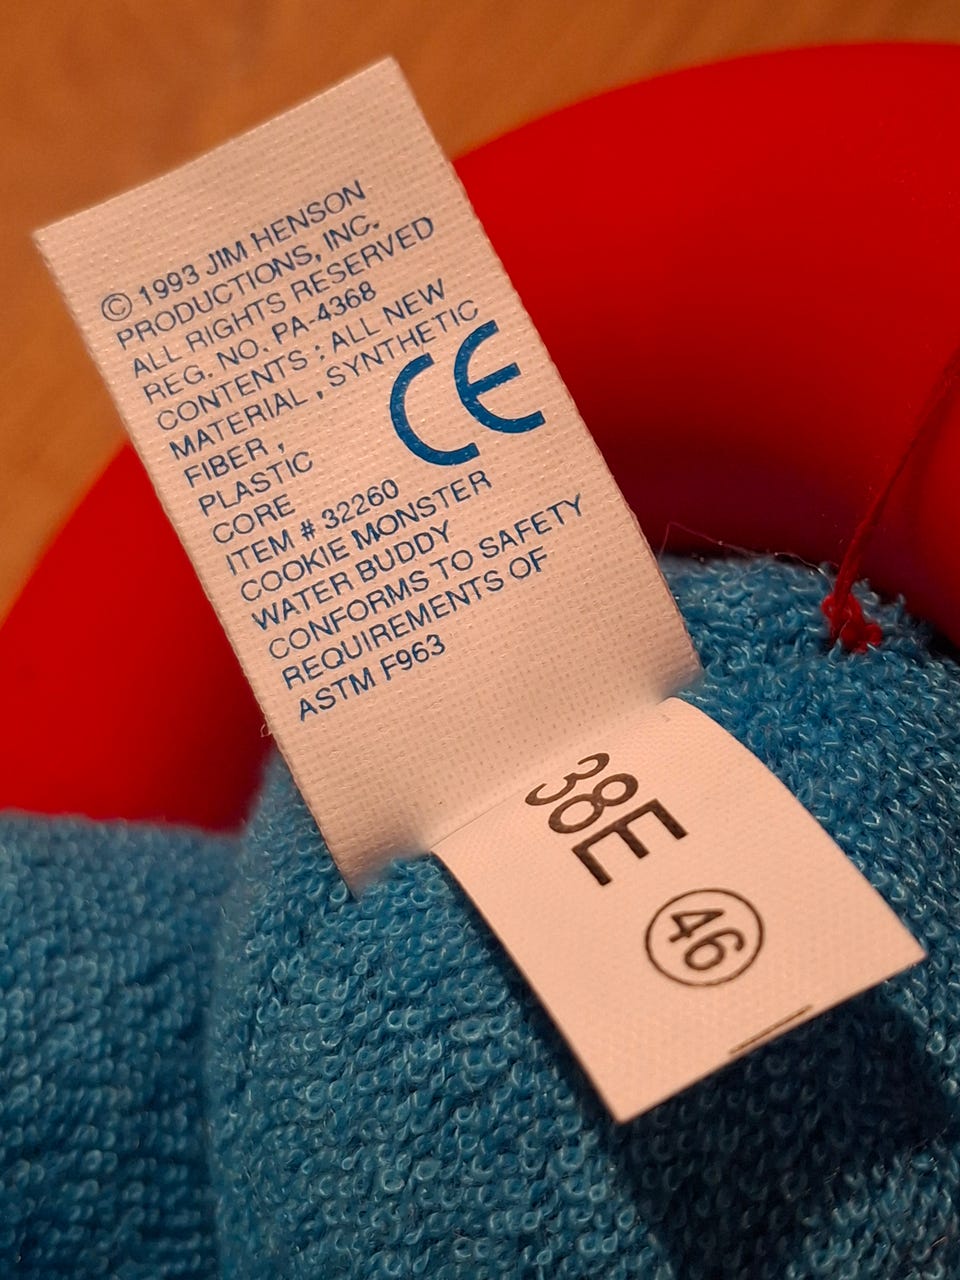 © 1993 JIM HENSON
PRODUCTIONS, INC.
ALL RIGHTS RESERVED
REG. NO. PA-4368
CONTENTS : ALL NEW
MATERIAL , SYNTHETIC
FIBER ,
PLASTIC
CORE
CE
ITEM # 32260
COOKIE MONSTER
WATER BUDDY
CONFORMS TO SAFETY
REQUIREMENTS OF
ASTM F963
38E
46